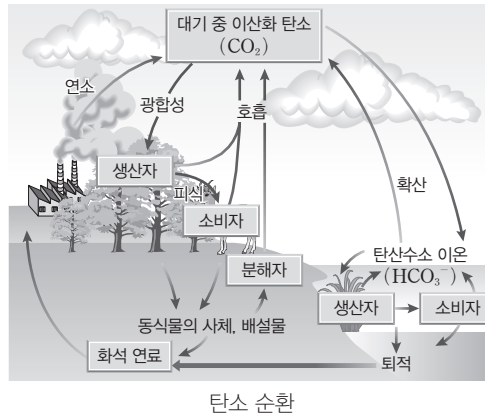 대기 중 이산화 탄소
(CO₂)
연소
광합성
호흡
생산자
피식
소비자
확산
분해자
탄산수소 이온
(HCO₃⁻)
생산자
소비자
동식물의 사체, 배설물
화석 연료
퇴적
탄소 순환